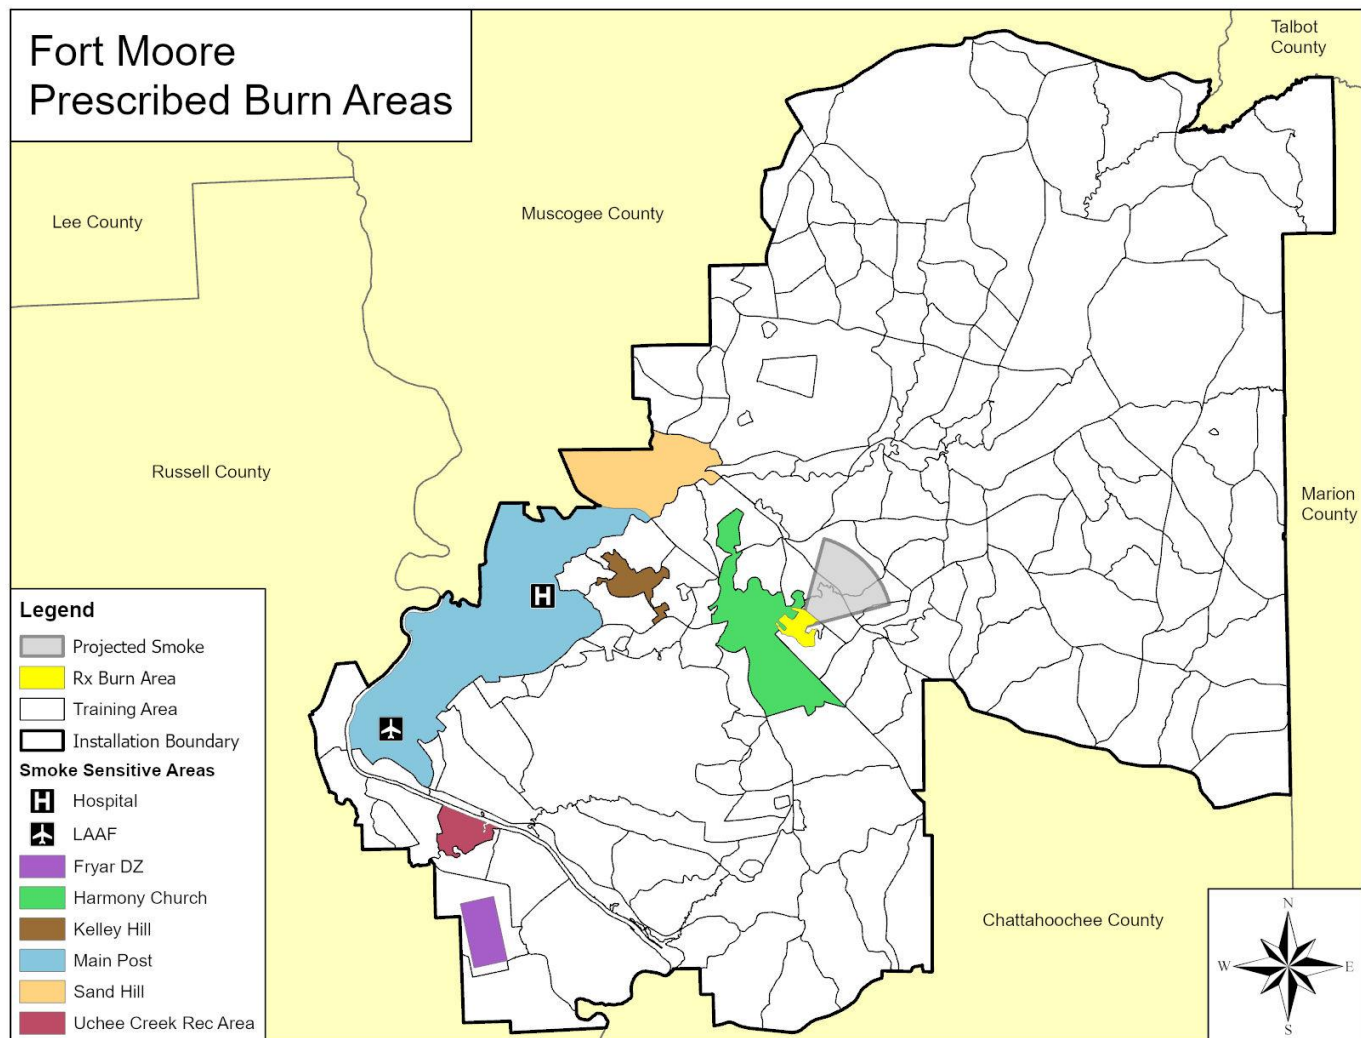 Fort Moore
Prescribed Burn Areas
Talbot
County
Lee County
Muscogee County
Russell County
Marion
County
Chattahoochee County
H
Legend
Projected Smoke
Rx Burn Area
Training Area
Installation Boundary
Smoke Sensitive Areas
H
Hospital
LAAF
Fryar DZ
Harmony Church
Kelley Hill
Main Post
Sand Hill
Uchee Creek Rec Area
N
W
E
S